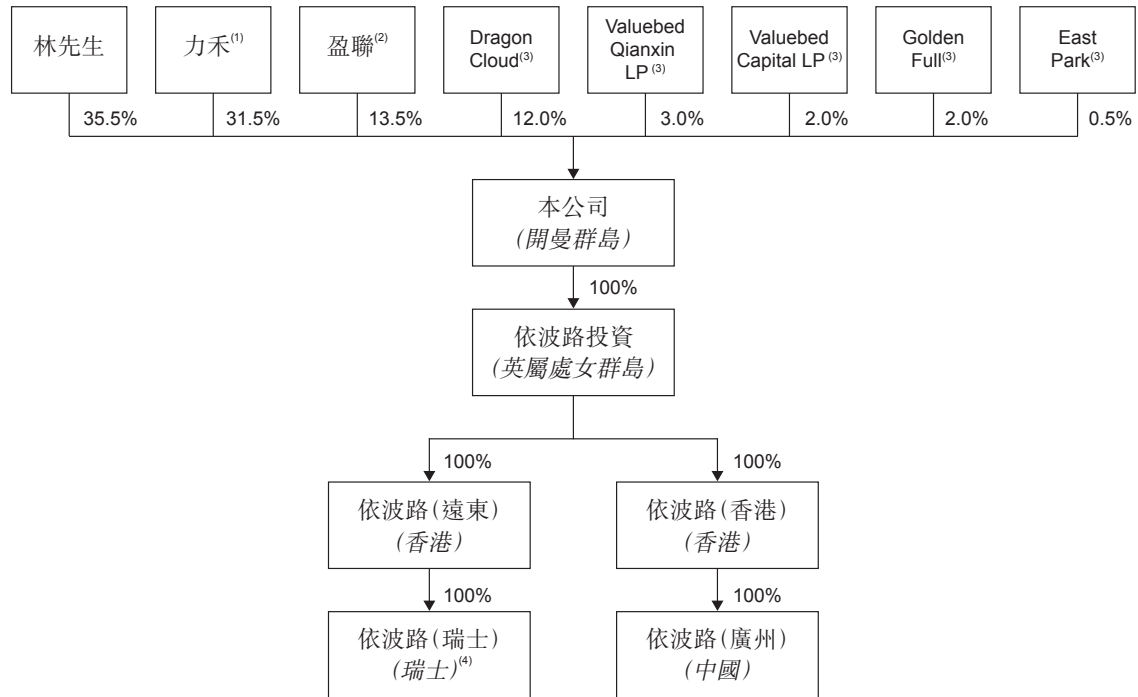 林先生
力禾(1)
盈聯(2)
Dragon
Cloud(3)
Valuebed
Qianxin
LP (3)
Valuebed
Capital LP (3)
Golden
Full(3)
East
Park(3)
35.5%
31.5%
13.5%
12.0%
3.0%
2.0%
2.0%
0.5%
本公司
(開曼群島)
100%
依波路投資
(英屬處女群島)
100%
100%
依波路(遠東)
(香港)
依波路(香港)
(香港)
100%
100%
依波路(瑞士)
(瑞士)(4)
依波路(廣州)
(中國)